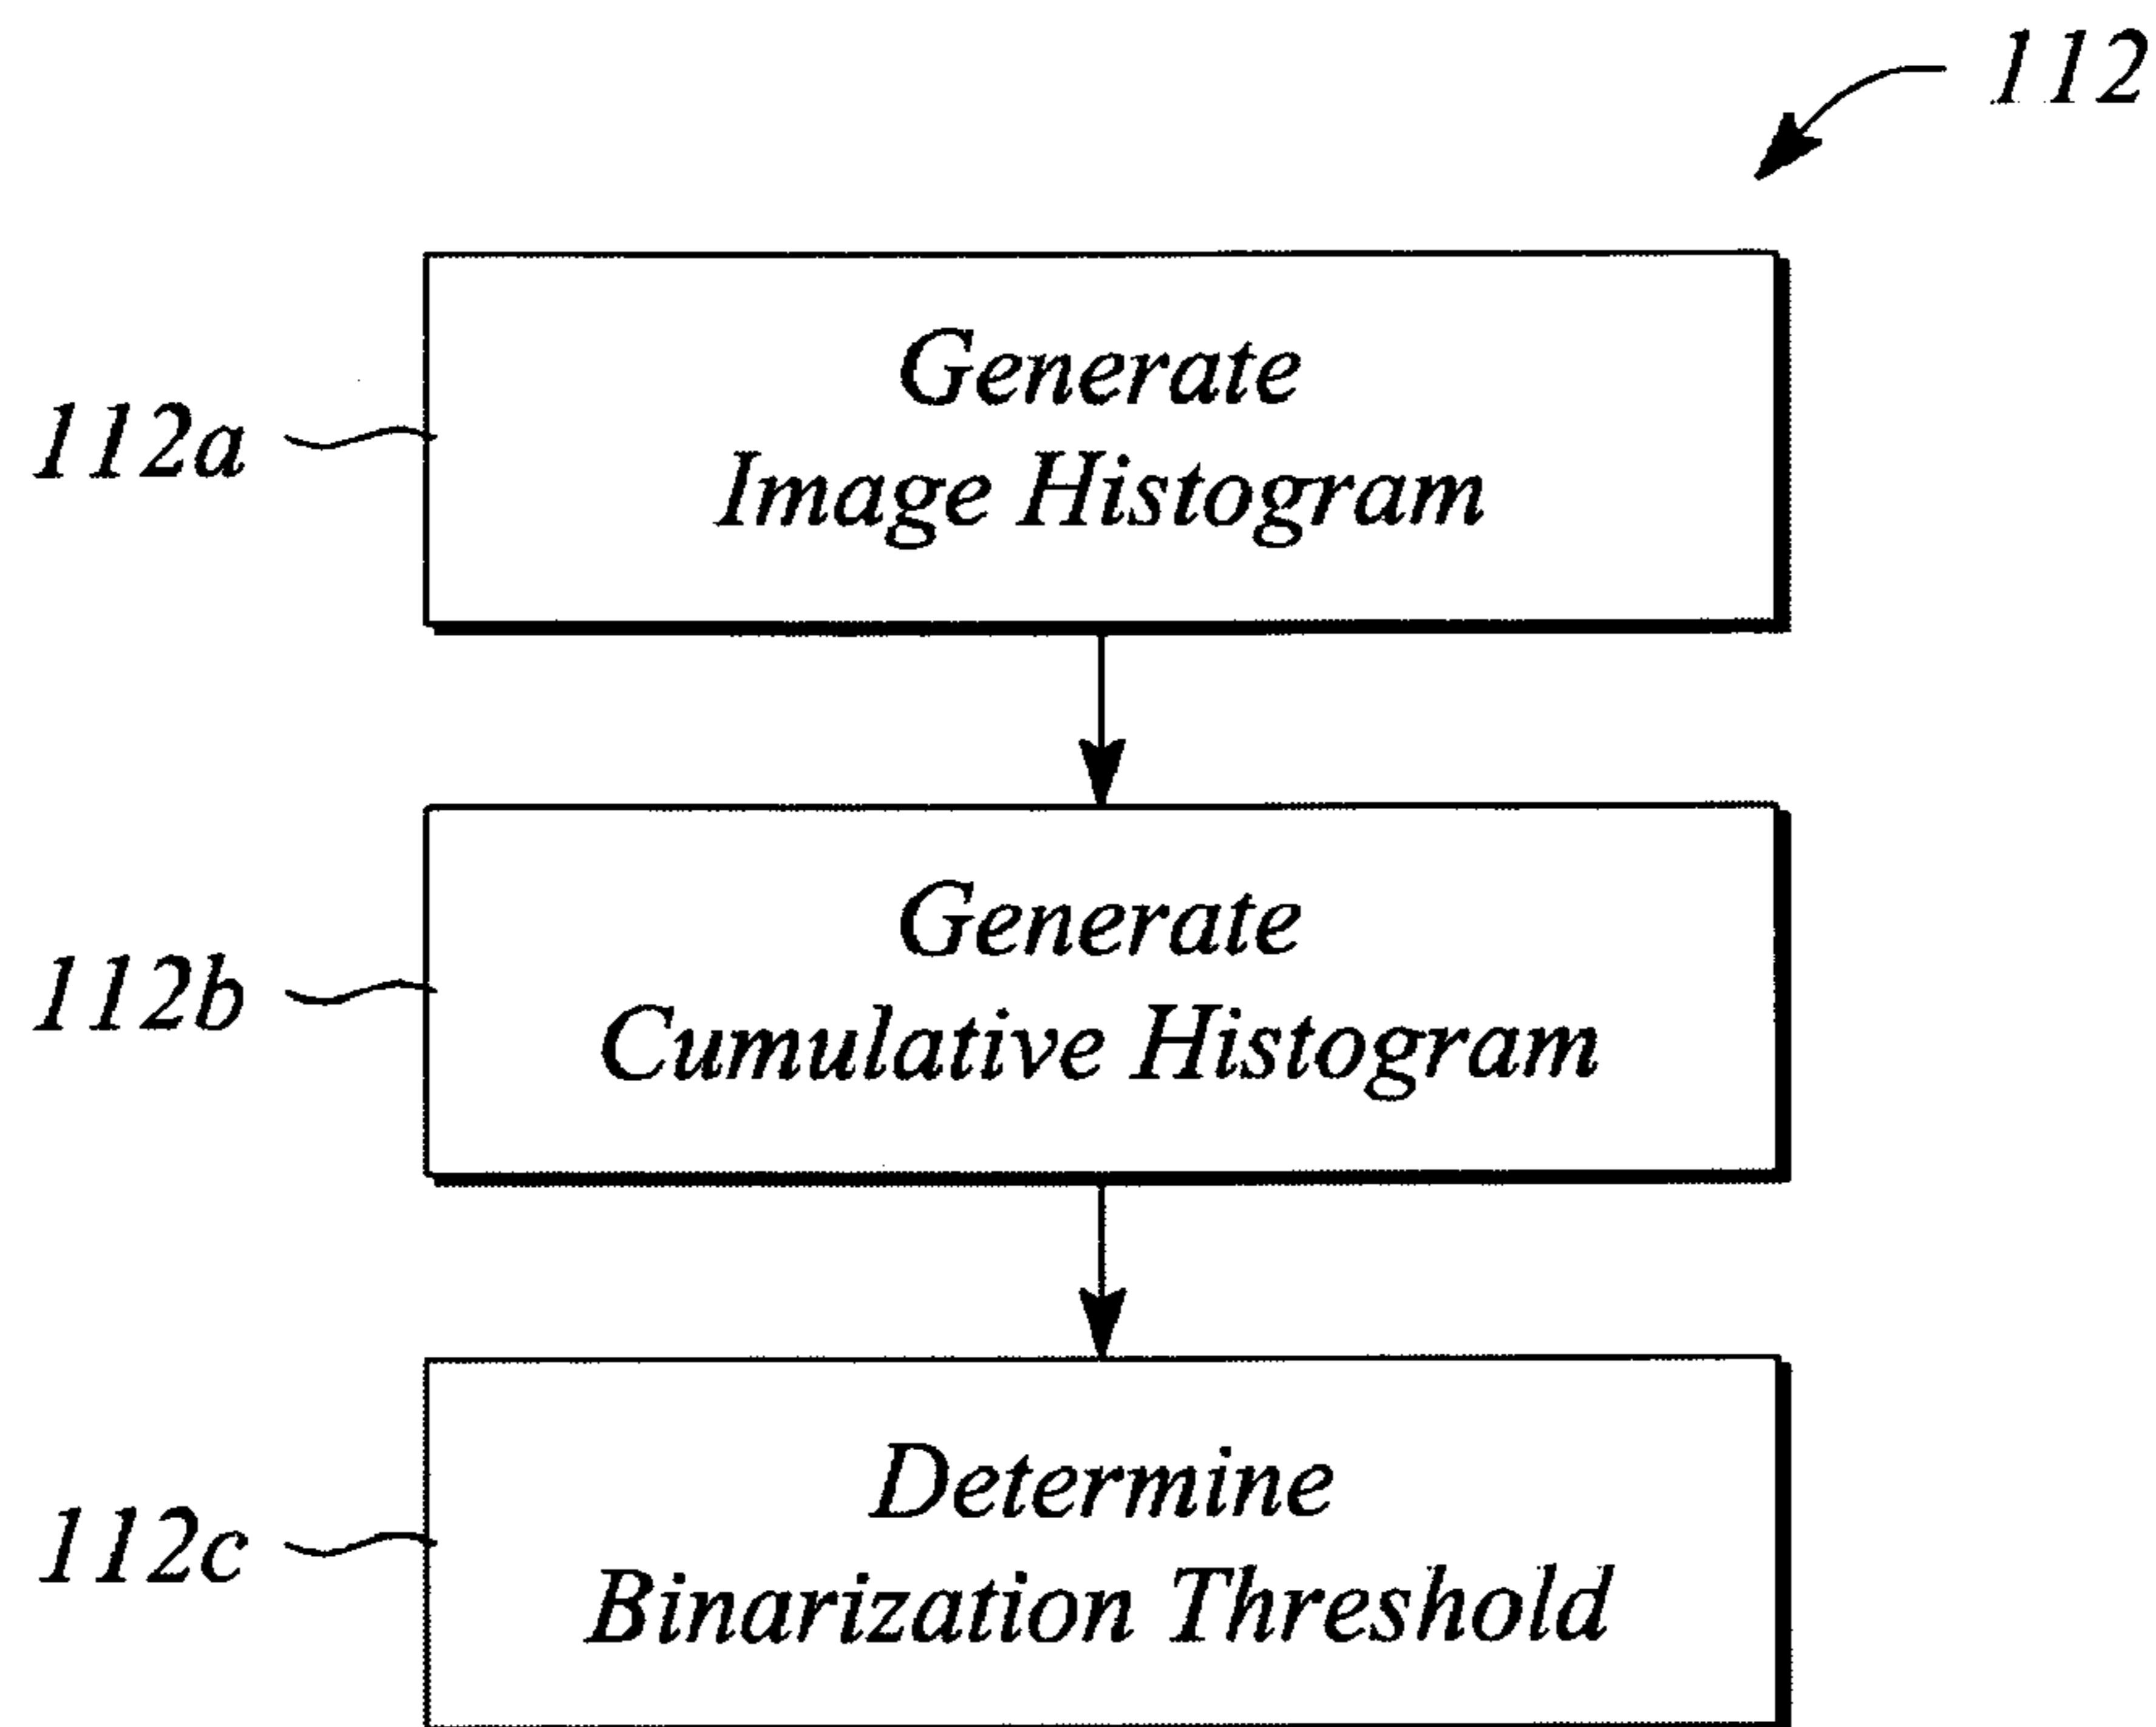 112
112a
Generate
Image Histogram
112b
Generate
Cumulative Histogram
112c
Determine
Binarization Threshold